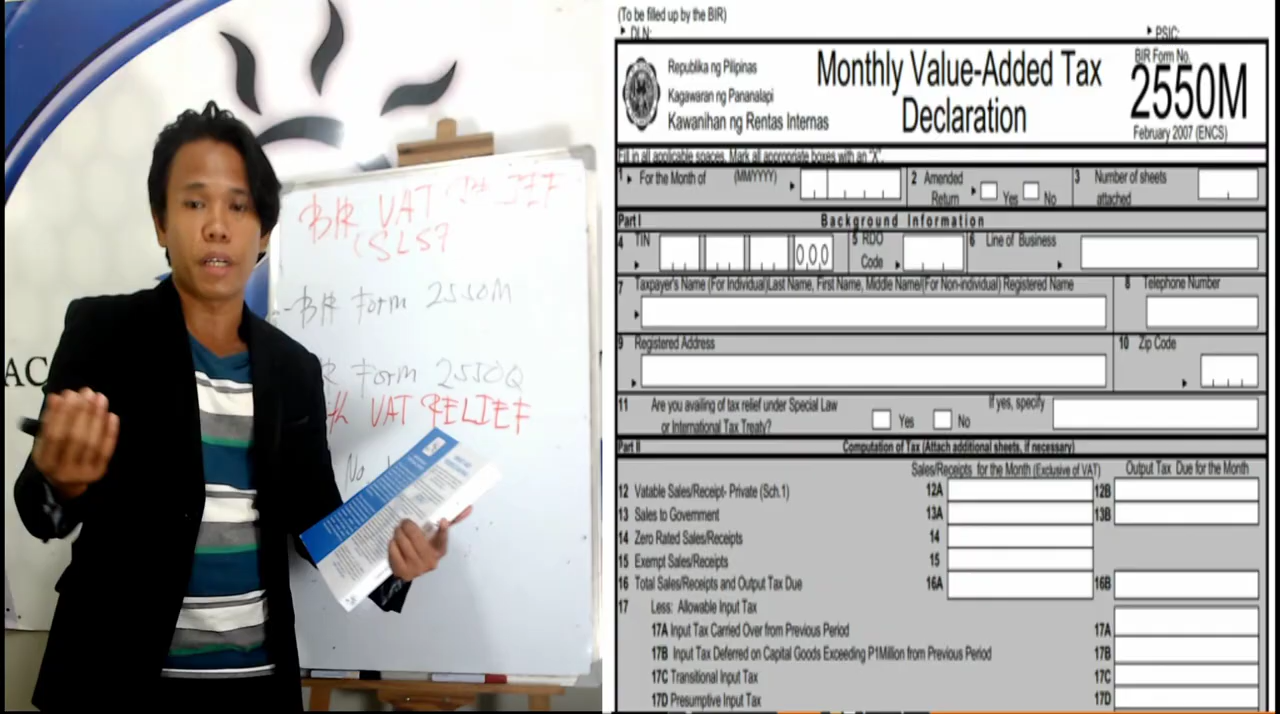 AC
BIR VAT RELIEF
(SLSP
- BIR Form 2550M
Form 2550Q
VAT RELIEF
No.
(To be filled up by the BIR)
DLN:
PSIC:
Republika ng Pilipinas
Kagawaran ng Pananalapi
Kawanihan ng Rentas Internas
Monthly Value-Added Tax
Declaration
BIR Form No.
2550M
February 2007 (ENCS)
Fill in all applicable spaces. Mark all appropriate boxes with an "X".
1 For the Month of (MM/YYYY)
2 Amended Return Yes No
3 Number of sheets attached
Part I Background Information
4 TIN 000
5 RDO Code
6 Line of Business
7 Taxpayer's Name (For Individual)Last Name, First Name, Middle Name/(For Non-individual) Registered Name
8 Telephone Number
9 Registered Address
10 Zip Code
11 Are you availing of tax relief under Special Law
or International Tax Treaty? Yes No If yes, specify
Part II Computation of Tax (Attach additional sheets, if necessary)
Sales/Receipts for the Month (Exclusive of VAT) Output Tax Due for the Month
12 Vatable Sales/Receipt- Private (Sch.1) 12A 12B
13 Sales to Government 13A 13B
14 Zero Rated Sales/Receipts 14
15 Exempt Sales/Receipts 15
16 Total Sales/Receipts and Output Tax Due 16A 16B
17 Less: Allowable Input Tax
17A Input Tax Carried Over from Previous Period 17A
17B Input Tax Deferred on Capital Goods Exceeding P1Million from Previous Period 17B
17C Transitional Input Tax 17C
17D Presumptive Input Tax 17D